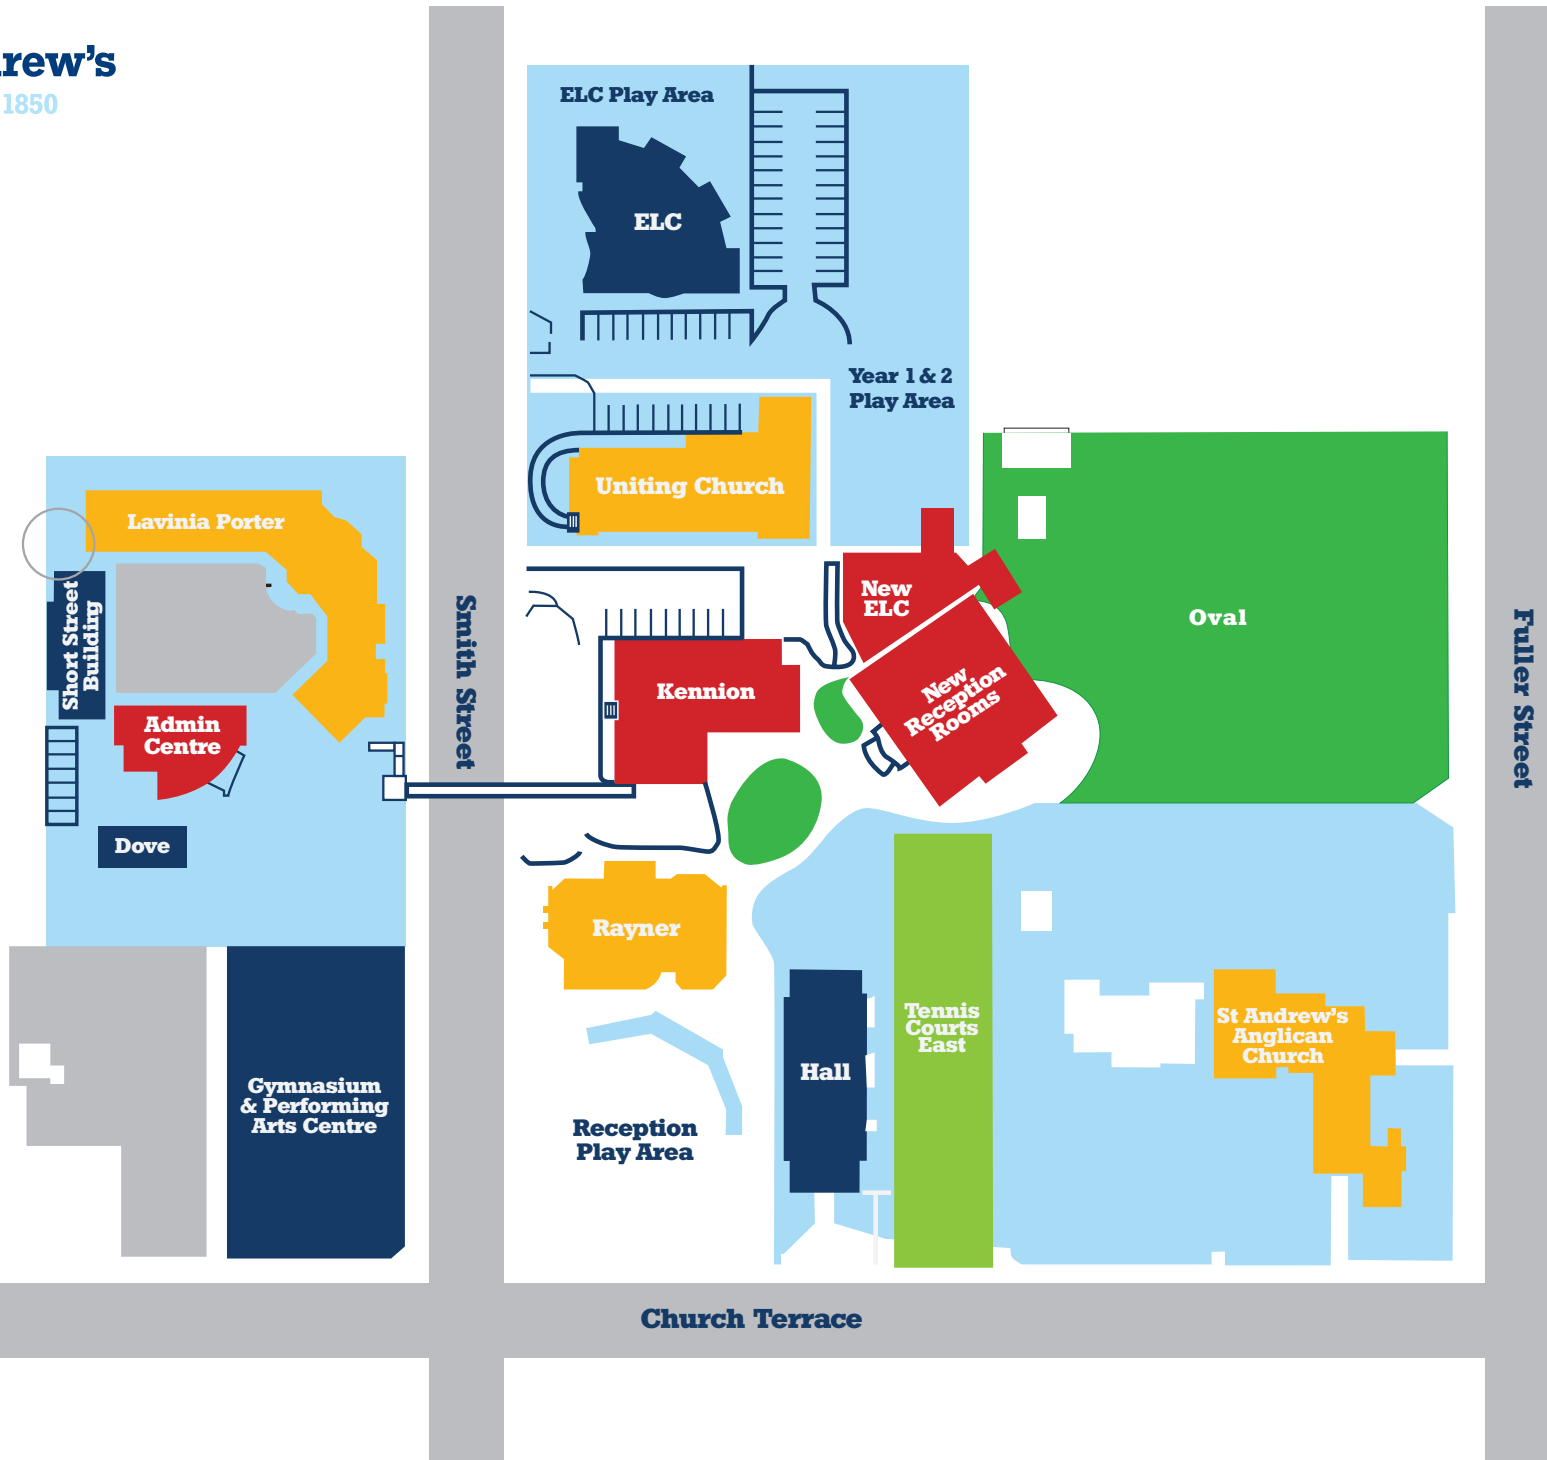 rew's
1850
ELC Play Area
ELC
Year 1 & 2
Play Area
Uniting Church
Lavinia Porter
Short Street
Building
Admin
Centre
Dove
Smith Street
New
ELC
Kennion
New
Reception
Rooms
Oval
Fuller Street
Rayner
Tennis
Courts
East
St Andrew's
Anglican
Church
Hall
Gymnasium
& Performing
Arts Centre
Reception
Play Area
Church Terrace